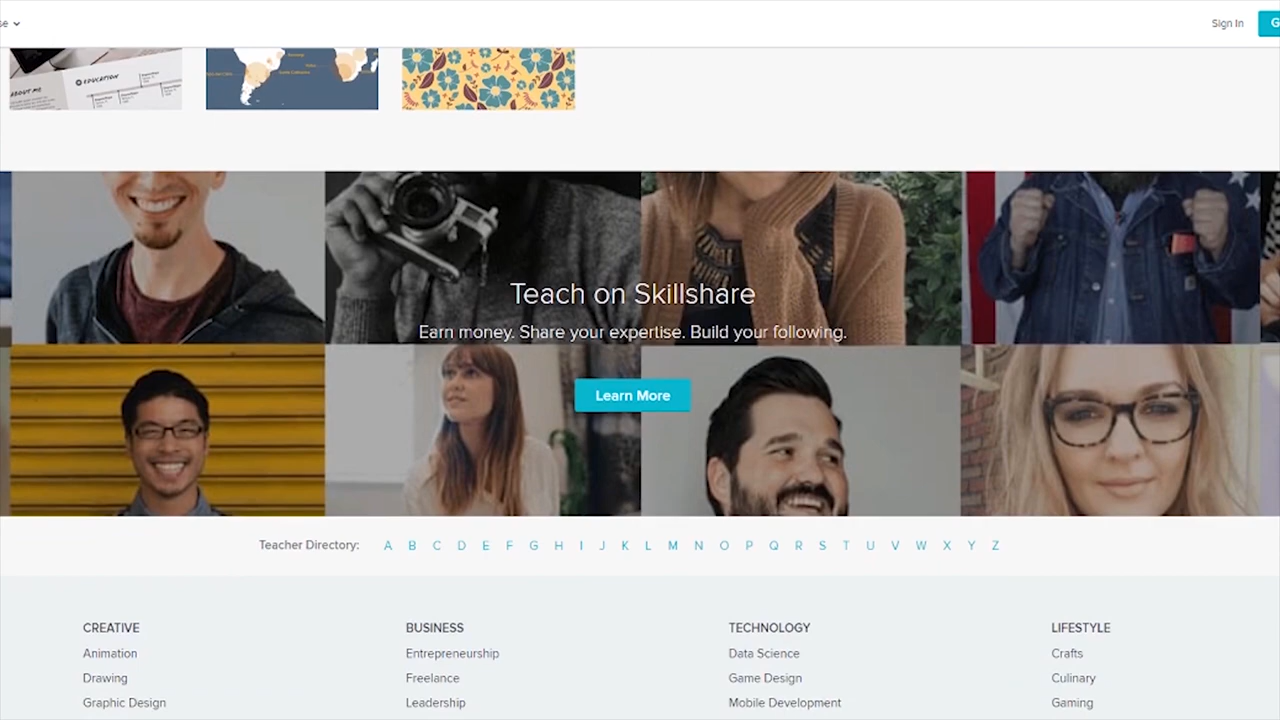 se
Sign In
G
EDUCATION
ABOUT ME
Teach on Skillshare
Earn money. Share your expertise. Build your following.
Learn More
Teacher Directory: A B C D E F G H I J K L M N O P Q R S T U V W X Y Z
CREATIVE BUSINESS TECHNOLOGY LIFESTYLE
Animation Entrepreneurship Data Science Crafts
Drawing Freelance Game Design Culinary
Graphic Design Leadership Mobile Development Gaming